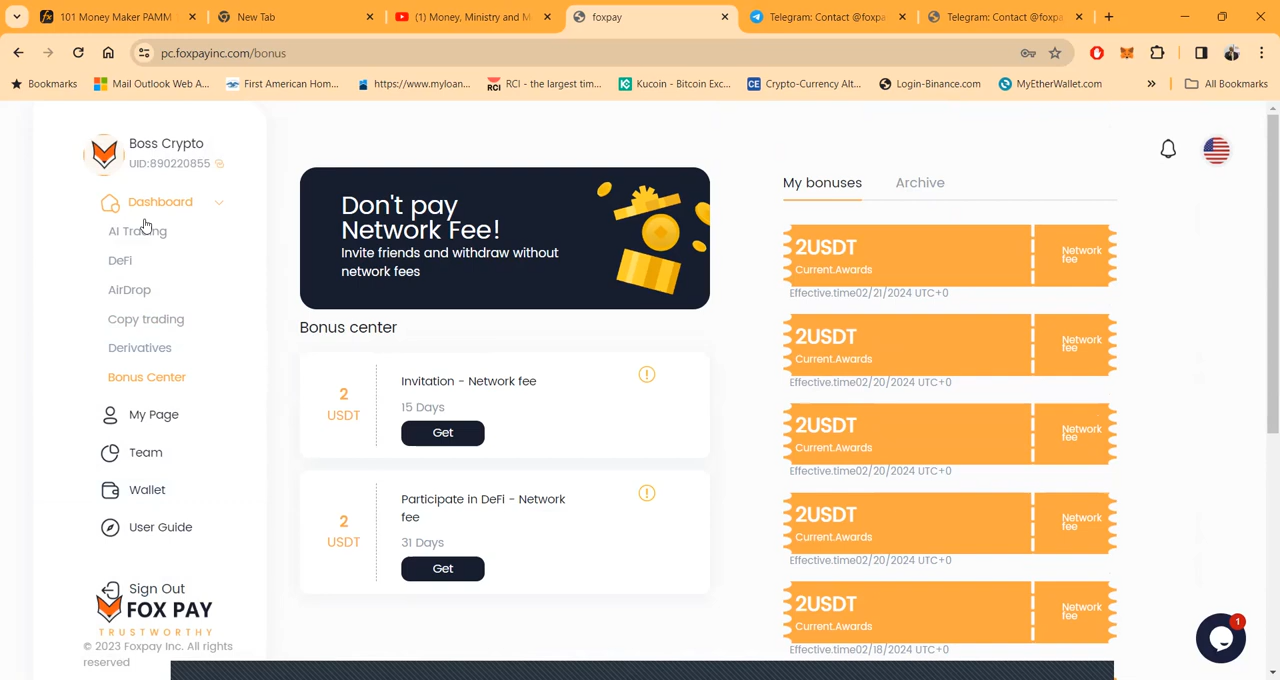 101 Money Maker PAMM
New Tab
(1) Money, Ministry and M
foxpay
Telegram: Contact @foxpa
Telegram: Contact @foxpa
pc.foxpayinc.com/bonus
Bookmarks
Mail Outlook Web A...
First American Hom...
https://www.myloan...
RCI
RCI - the largest tim...
Kucoin - Bitcoin Exc...
CE
Crypto-Currency Alt...
Login-Binance.com
MyEtherWallet.com
»
All Bookmarks
Boss Crypto
UID:890220855
Dashboard
AI Trading
DeFi
AirDrop
Copy trading
Derivatives
Bonus Center
My Page
Team
Wallet
User Guide
Sign Out
FOX PAY
TRUSTWORTHY
© 2023 Foxpay Inc. All rights
reserved
Don't pay
Network Fee!
Invite friends and withdraw without
network fees
Bonus center
2
USDT
Invitation - Network fee
15 Days
Get
2
USDT
Participate in DeFi - Network
fee
31 Days
Get
My bonuses
Archive
2USDT
Current.Awards
Network
fee
Effective.time02/21/2024 UTC+0
2USDT
Current.Awards
Network
fee
Effective.time02/20/2024 UTC+0
2USDT
Current.Awards
Network
fee
Effective.time02/20/2024 UTC+0
2USDT
Current.Awards
Network
fee
Effective.time02/20/2024 UTC+0
2USDT
Current.Awards
Network
fee
Effective.time02/18/2024 UTC+0
1